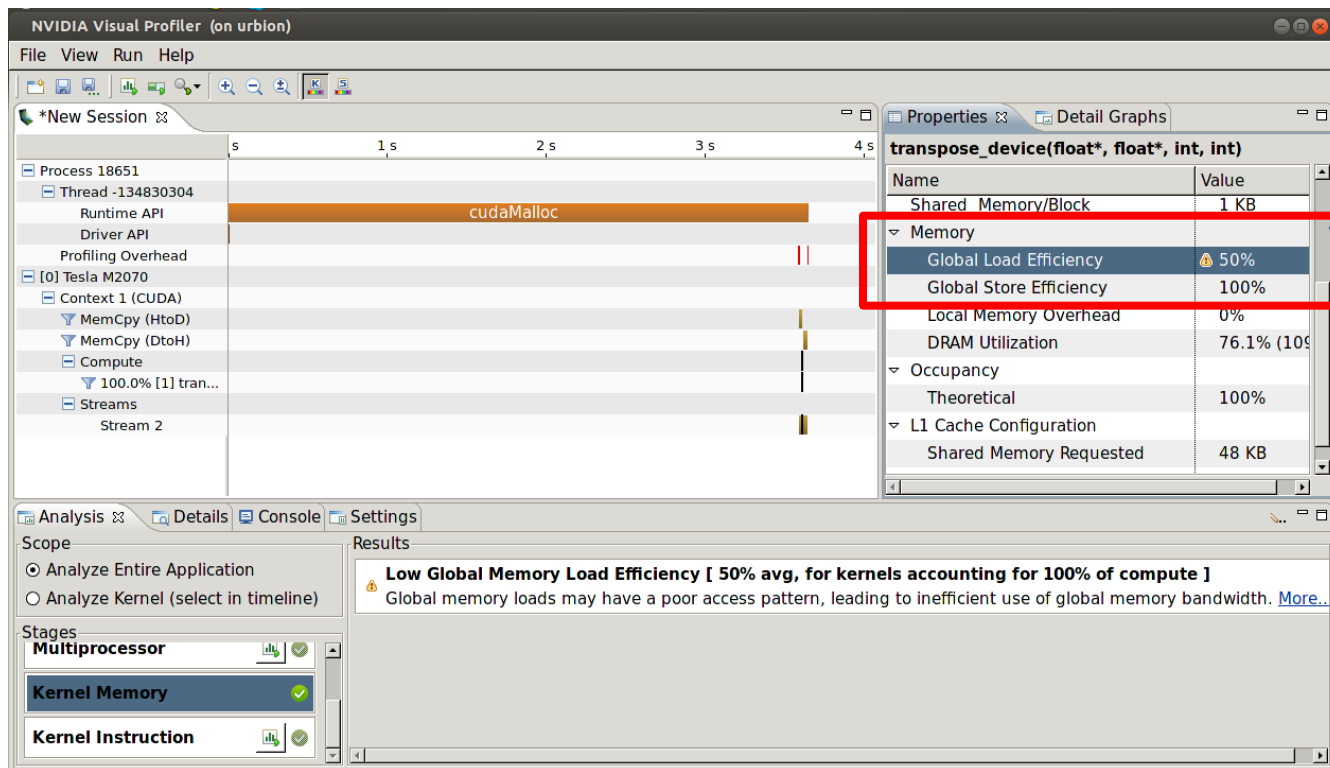 NVIDIA Visual Profiler (on urbion)
File View Run Help
*New Session
s 1 s 2 s 3 s 4 s
Process 18651
Thread -134830304
Runtime API
cudaMalloc
Driver API
Profiling Overhead
[0] Tesla M2070
Context 1 (CUDA)
MemCpy (HtoD)
MemCpy (DtoH)
Compute
100.0% [1] tran...
Streams
Stream 2
Properties Detail Graphs
transpose_device(float*, float*, int, int)
Name Value
Shared Memory/Block 1 KB
Memory
Global Load Efficiency 50%
Global Store Efficiency 100%
Local Memory Overhead 0%
DRAM Utilization 76.1% (109
Occupancy
Theoretical 100%
L1 Cache Configuration
Shared Memory Requested 48 KB
Analysis Details Console Settings
Scope
Analyze Entire Application
Analyze Kernel (select in timeline)
Stages
Multiprocessor
Kernel Memory
Kernel Instruction
Results
Low Global Memory Load Efficiency [ 50% avg, for kernels accounting for 100% of compute ]
Global memory loads may have a poor access pattern, leading to inefficient use of global memory bandwidth. More..